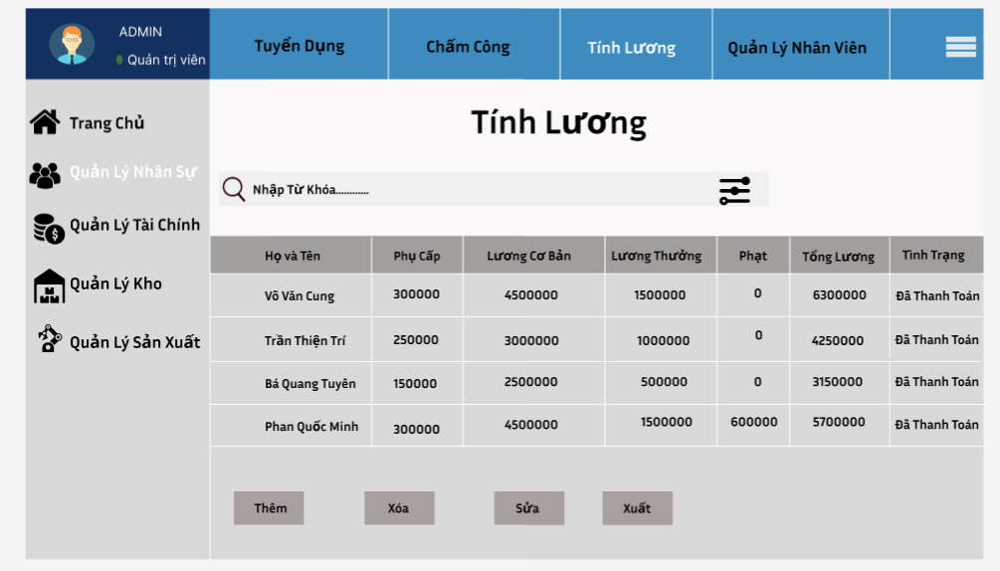 ADMIN
Quản trị viên
Tuyển Dụng
Chấm Công
Tính Lương
Quản Lý Nhân Viên
Trang Chủ
Quản Lý Nhân Sự
Quản Lý Tài Chính
Quản Lý Kho
Quản Lý Sản Xuất
Tính Lương
Nhập Từ Khóa............
Họ và Tên Phụ Cấp Lương Cơ Bản Lương Thưởng Phạt Tổng Lương Tình Trạng
Võ Văn Cung 300000 4500000 1500000 0 6300000 Đã Thanh Toán
Trần Thiện Trí 250000 3000000 1000000 0 4250000 Đã Thanh Toán
Bá Quang Tuyên 150000 2500000 500000 0 3150000 Đã Thanh Toán
Phan Quốc Minh 300000 4500000 1500000 600000 5700000 Đã Thanh Toán
Thêm
Xóa
Sửa
Xuất